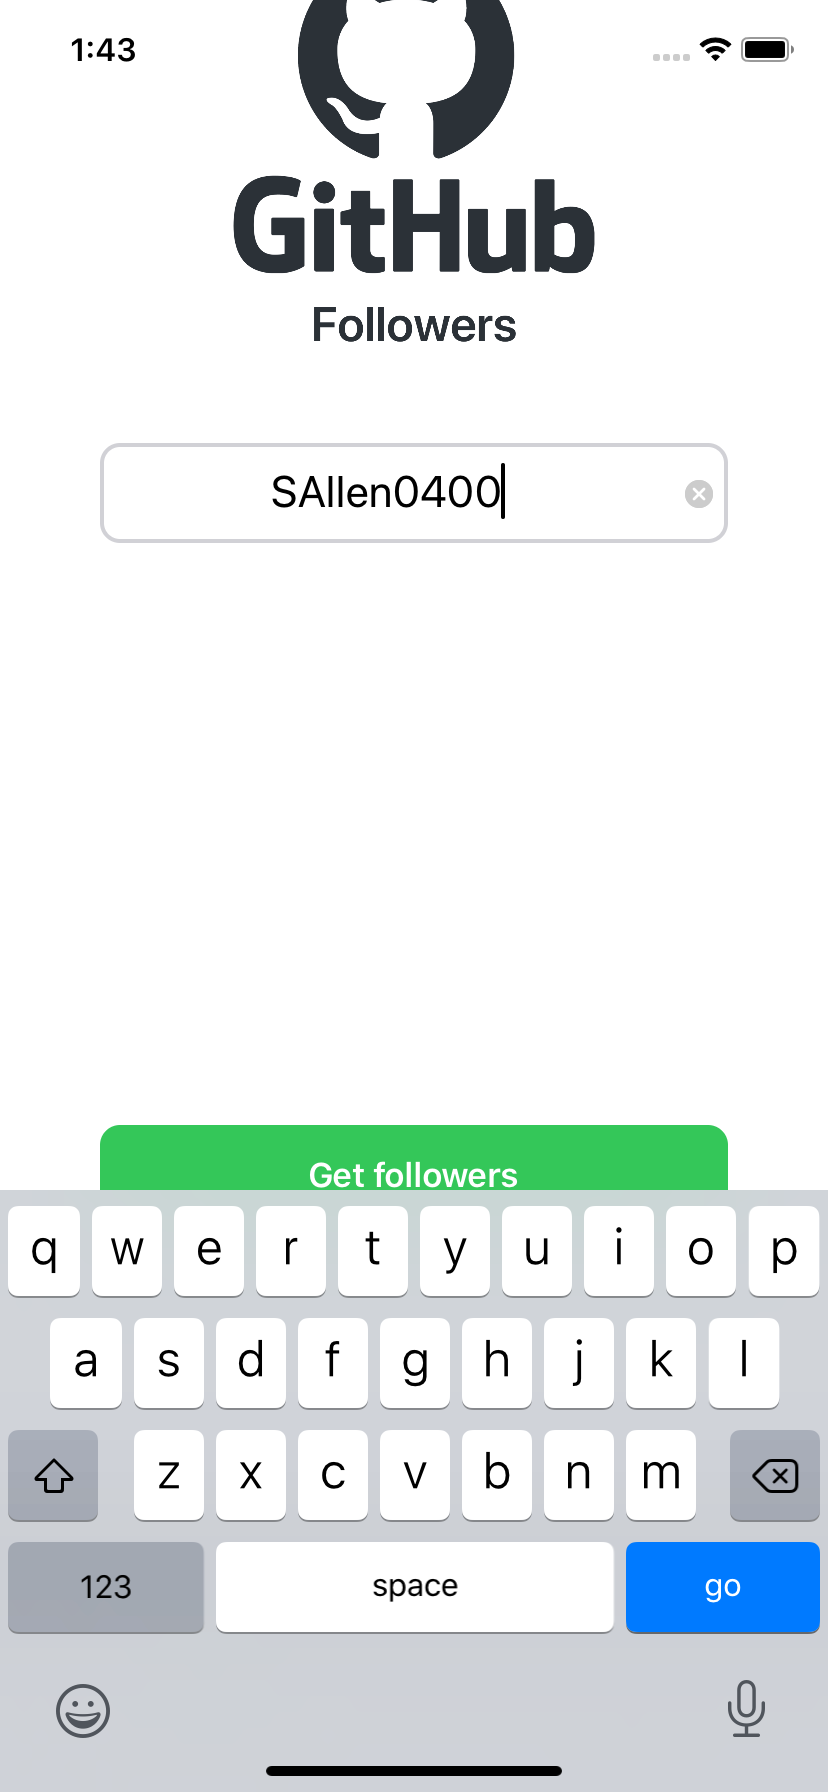 1:43
GitHub
Followers
SAllen0400
Get followers
q w e r t y u i o p
a s d f g h j k l
z x c v b n m
123 space go